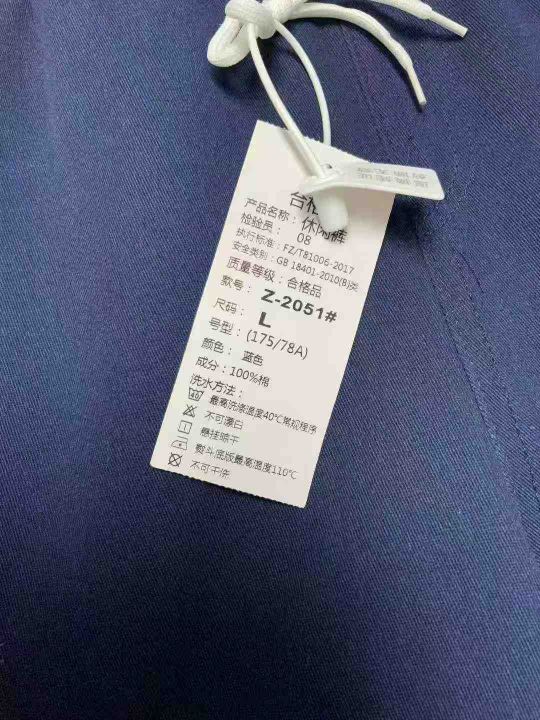 合格
产品名称：休闲裤
检验员： 08
执行标准：FZ/T81006-2017
安全类别：GB 18401-2010(B)类
质量等级：合格品
款号：Z-2051#
尺码：L
号型：(175/78A)
颜色：蓝色
成分：100%棉
洗水方法：
40 最高洗涤温度40℃常规程序
不可漂白
悬挂晾干
熨斗底版最高温度110℃
不可干洗